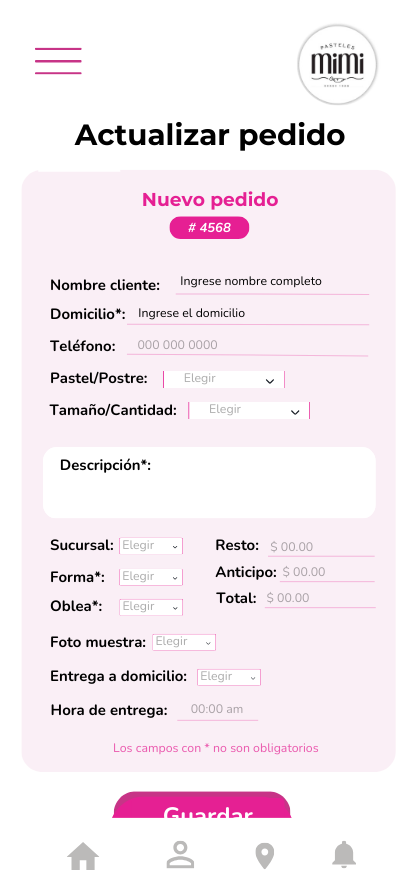 PASTELES
mimi
Actualizar pedido
Nuevo pedido
# 4568
Nombre cliente: Ingrese nombre completo
Domicilio*: Ingrese el domicilio
Teléfono: 000 000 0000
Pastel/Postre: Elegir
Tamaño/Cantidad: Elegir
Descripción*:
Sucursal: Elegir Resto: $ 00.00
Forma*: Elegir Anticipo: $ 00.00
Oblea*: Elegir Total: $ 00.00
Foto muestra: Elegir
Entrega a domicilio: Elegir
Hora de entrega: 00:00 am
Los campos con * no son obligatorios
Guardar